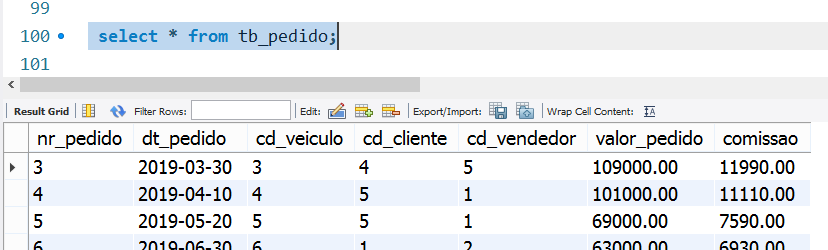 99
100 select * from tb_pedido;
101
Result Grid Filter Rows: Edit: Export/Import: Wrap Cell Content: IA
nr_pedido dt_pedido cd_veiculo cd_cliente cd_vendedor valor_pedido comissao
3 2019-03-30 3 4 5 109000.00 11990.00
4 2019-04-10 4 5 1 101000.00 11110.00
5 2019-05-20 5 5 1 69000.00 7590.00
6 2019-06-30 6 1 2 63000.00 6930.00